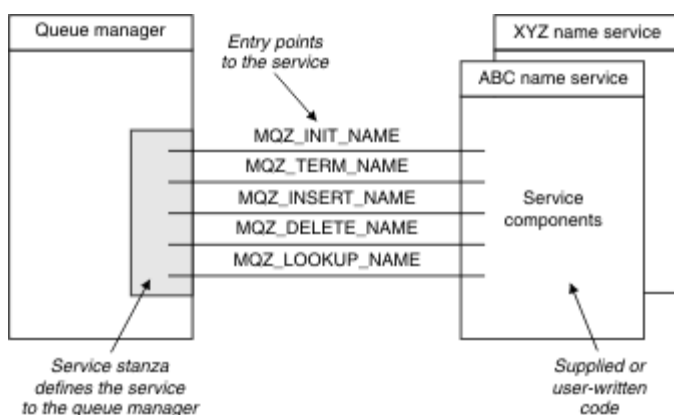 Queue manager
Entry points
to the service
XYZ name service
ABC name service
MQZ_INIT_NAME
MQZ_TERM_NAME
MQZ_INSERT_NAME
MQZ_DELETE_NAME
MQZ_LOOKUP_NAME
Service
components
Service stanza
defines the service
to the queue manager
Supplied or
user-written
code